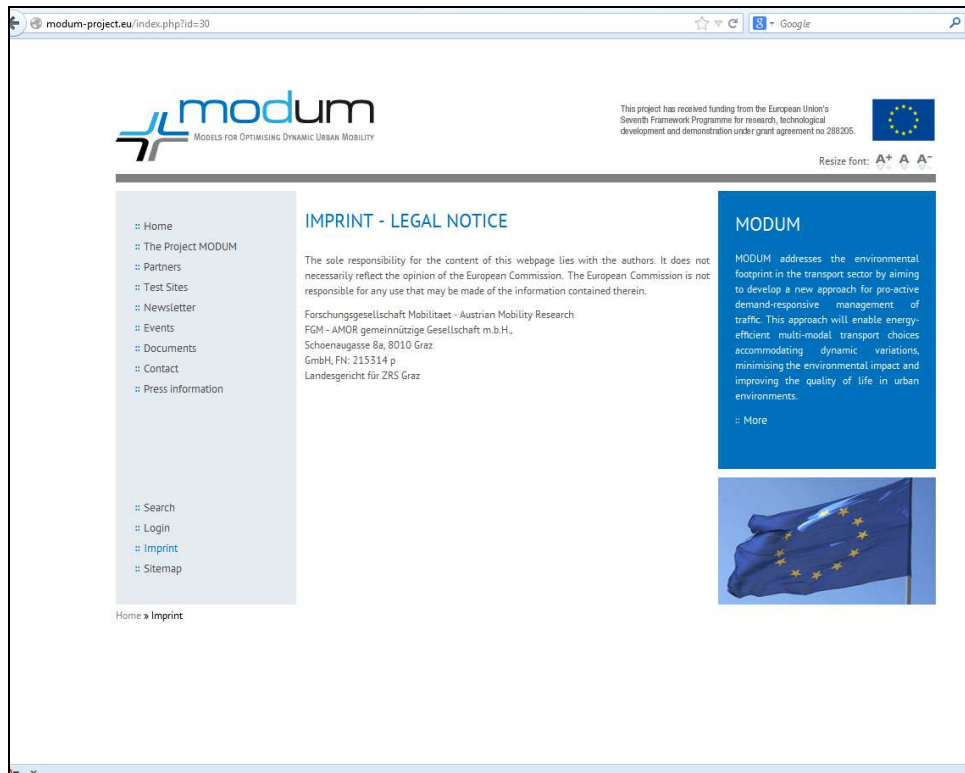 modum-project.eu/index.php?id=30
Google
modum
MODELS FOR OPTIMISING DYNAMIC URBAN MOBILITY
This project has received funding from the European Union's
Seventh Framework Programme for research, technological
development and demonstration under grant agreement no 288205.
Resize font: A+ A A-
:: Home
:: The Project MODUM
:: Partners
:: Test Sites
:: Newsletter
:: Events
:: Documents
:: Contact
:: Press information
:: Search
:: Login
:: Imprint
:: Sitemap
IMPRINT - LEGAL NOTICE
The sole responsibility for the content of this webpage lies with the authors. It does not
necessarily reflect the opinion of the European Commission. The European Commission is not
responsible for any use that may be made of the information contained therein.
Forschungsgesellschaft Mobilitaet - Austrian Mobility Research
FGM - AMOR gemeinnützige Gesellschaft m.b.H.,
Schoenaugasse 8a, 8010 Graz
GmbH, FN: 215314 p
Landesgericht für ZRS Graz
MODUM
MODUM addresses the environmental
footprint in the transport sector by aiming
to develop a new approach for pro-active
demand-responsive management of
traffic. This approach will enable energy-
efficient multi-modal transport choices
accommodating dynamic variations,
minimising the environmental impact and
improving the quality of life in urban
environments.
:: More
Home » Imprint